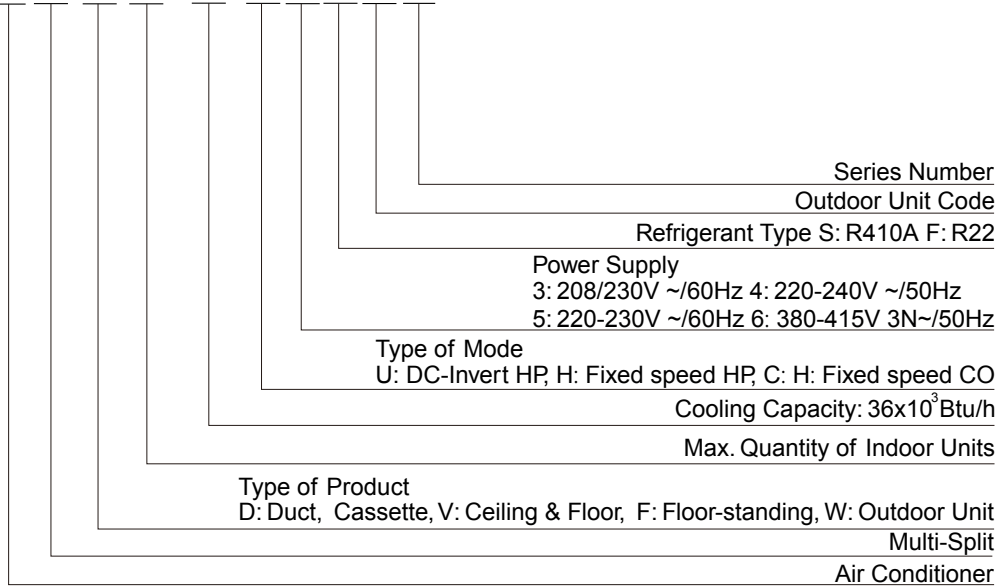 Series Number
Outdoor Unit Code
Refrigerant Type S: R410A F: R22
Power Supply
3: 208/230V ~/60Hz 4: 220-240V ~/50Hz
5: 220-230V ~/60Hz 6: 380-415V 3N~/50Hz
Type of Mode
U: DC-Invert HP, H: Fixed speed HP, C: H: Fixed speed CO
Cooling Capacity: 36x10³Btu/h
Max. Quantity of Indoor Units
Type of Product
D: Duct, Cassette, V: Ceiling & Floor, F: Floor-standing, W: Outdoor Unit
Multi-Split
Air Conditioner